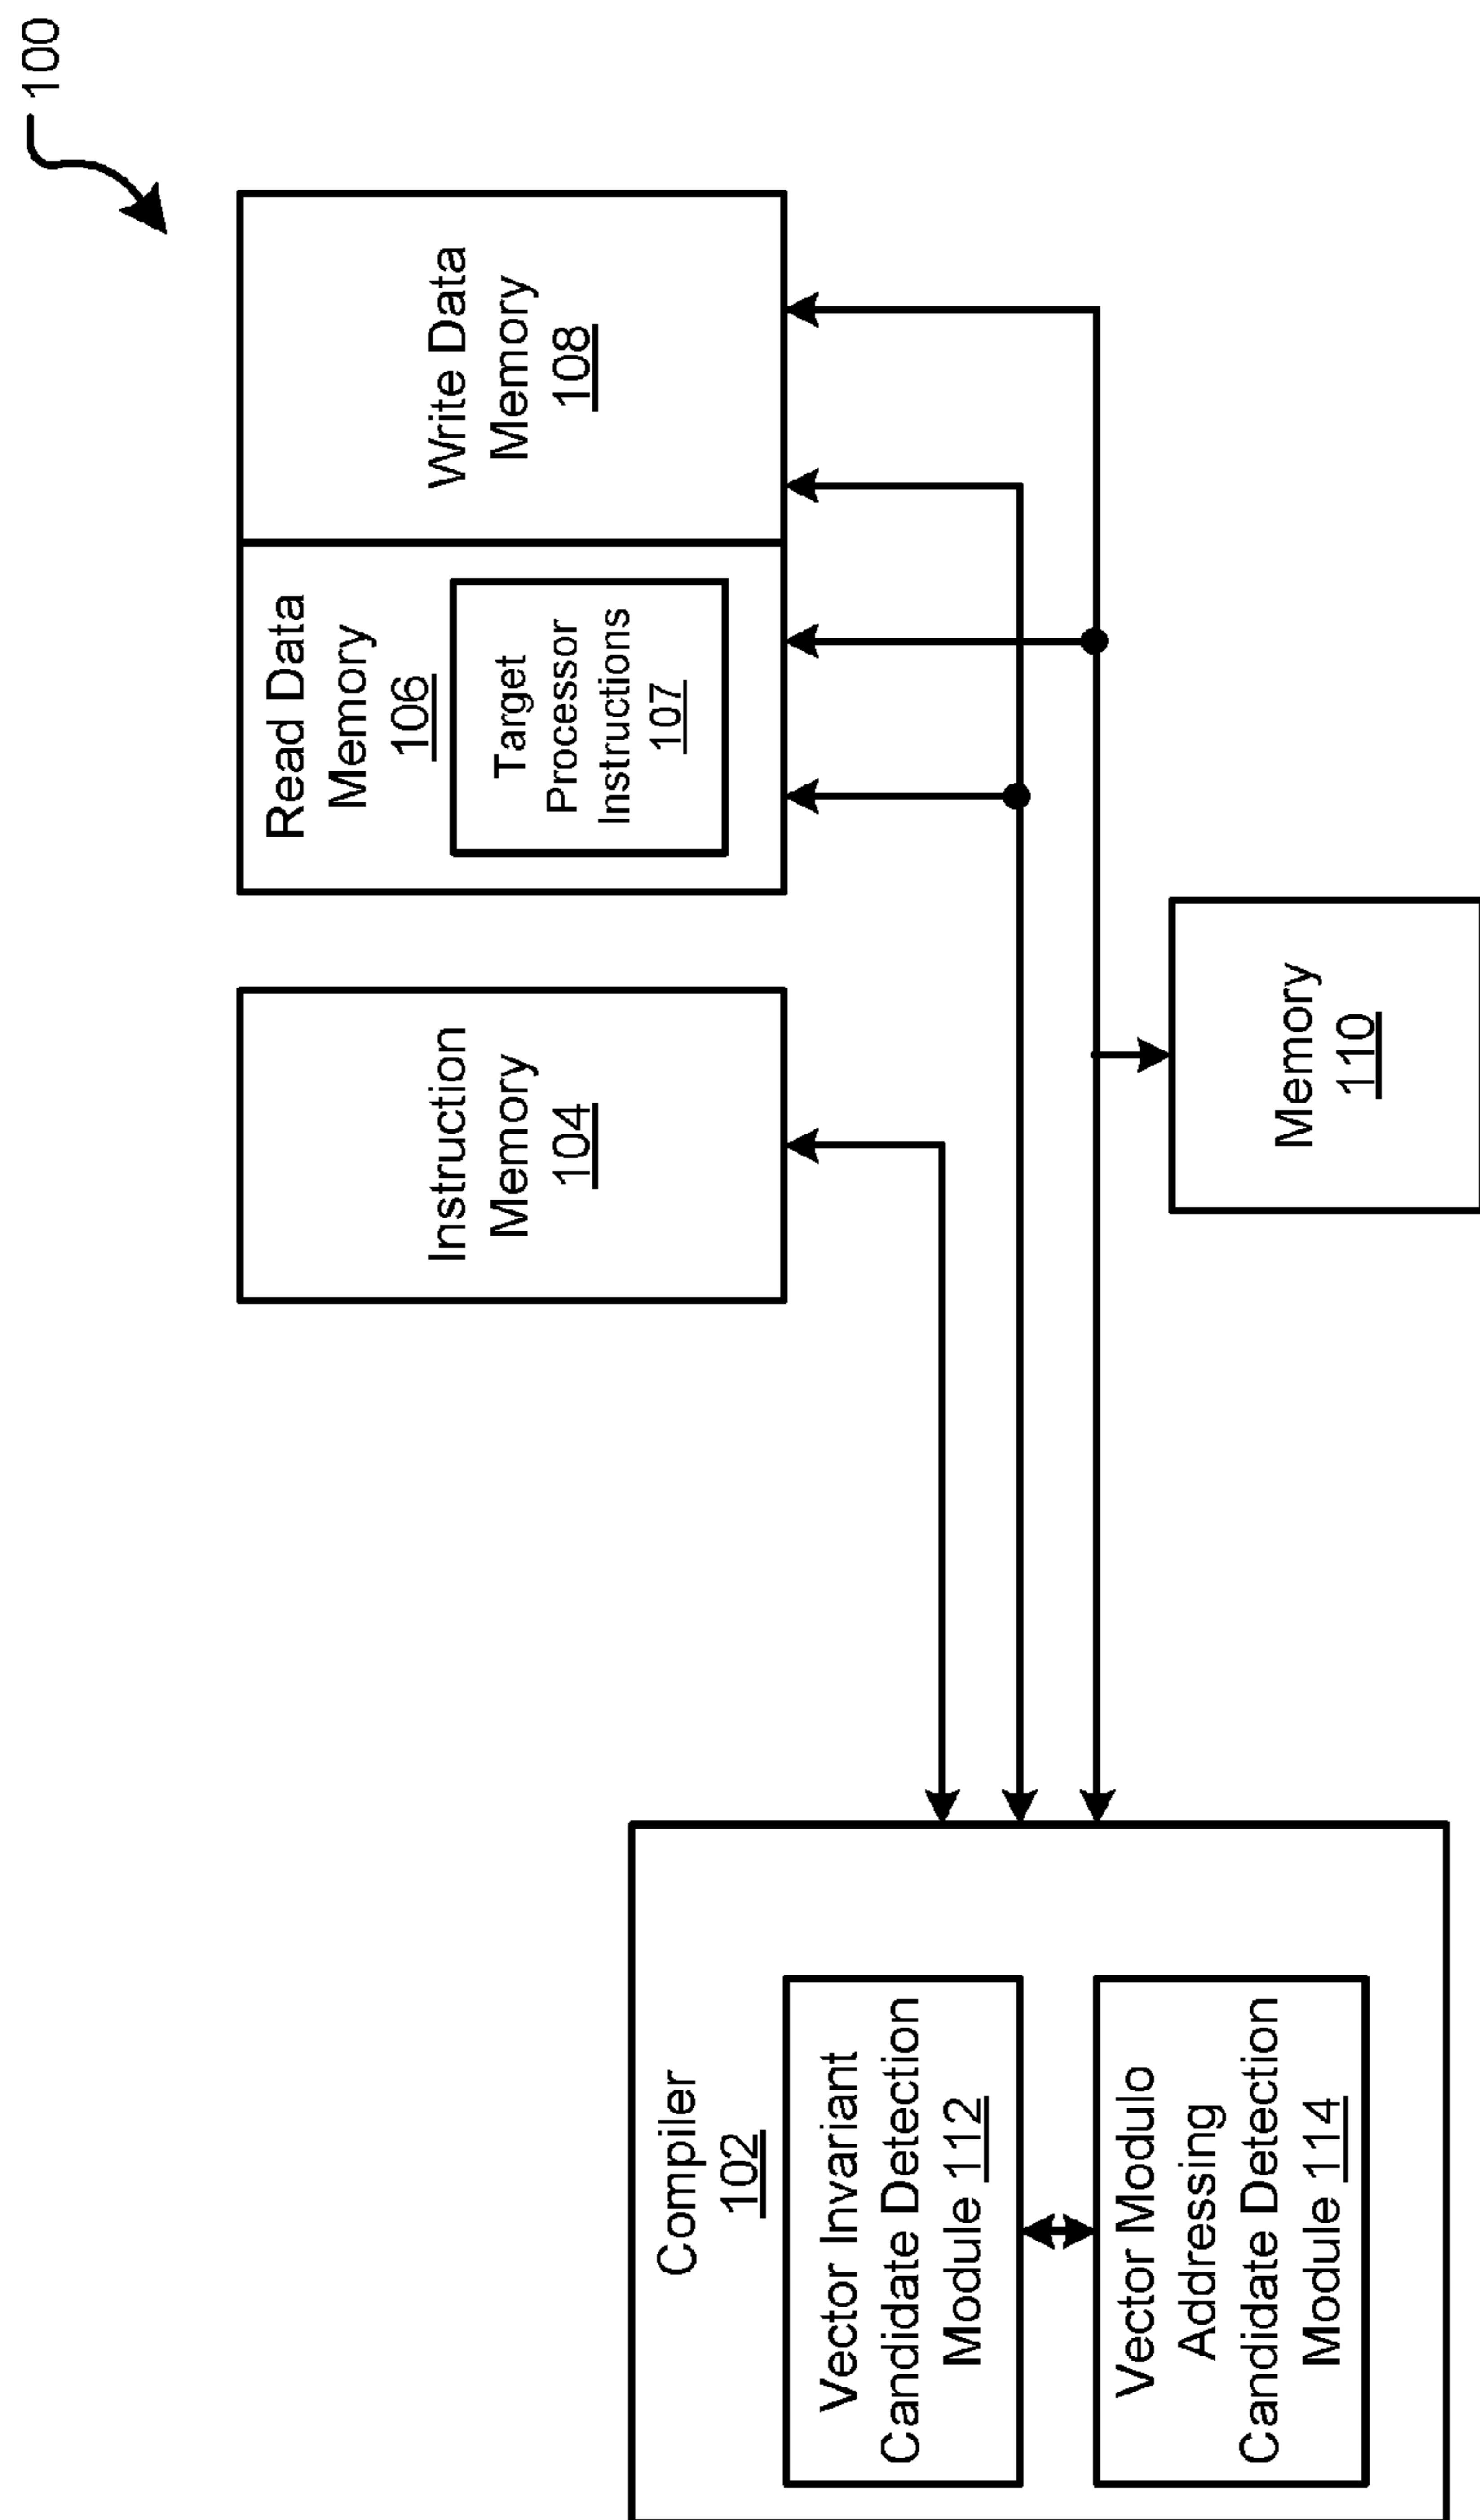 100
Compiler
102
Vector Invariant
Candidate Detection
Module 112
Vector Modulo
Addressing
Candidate Detection
Module 114
Instruction
Memory
104
Read Data
Memory
106
Target
Processor
Instructions
107
Write Data
Memory
108
Memory
110